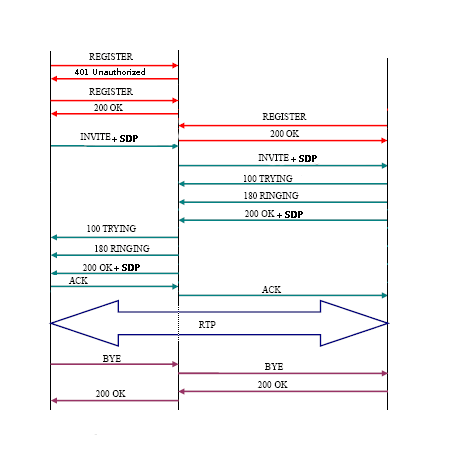 REGISTER
401 Unauthorized
REGISTER
200 OK
REGISTER
200 OK
INVITE + SDP
INVITE + SDP
100 TRYING
180 RINGING
200 OK + SDP
100 TRYING
180 RINGING
200 OK + SDP
ACK
ACK
RTP
BYE
BYE
200 OK
200 OK